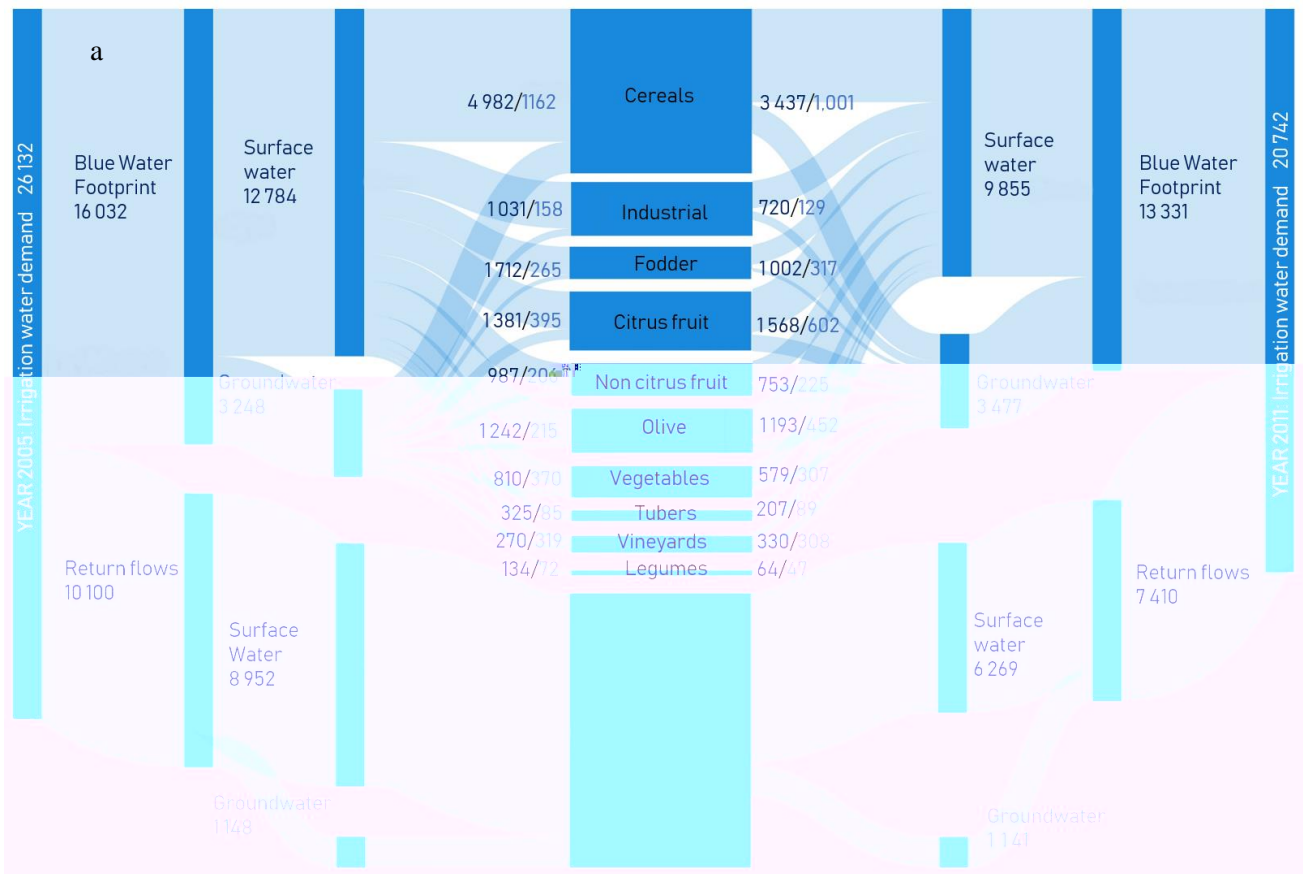 a
YEAR 2005: Irrigation water demand 26 132
Blue Water
Footprint
16 032
Surface
water
12 784
Groundwater
3 248
Return flows
10 100
Surface
Water
8 952
Groundwater
1 148
4 982/1162
Cereals
3 437/1,001
1 031/158
Industrial
720/129
1 712/265
Fodder
1 002/317
1 381/395
Citrus fruit
1 568/602
987/
Non citrus fruit
753/225
1 242/215
Olive
1193/452
810/370
Vegetables
579/307
325/85
Tubers
207/89
270/319
Vineyards
330/308
134/72
Legumes
64/47
Surface
water
9 855
Groundwater
3 477
Surface
water
6 269
Groundwater
1 141
Blue Water
Footprint
13 331
Return flows
7 410
YEAR 2011: Irrigation water demand 20 742